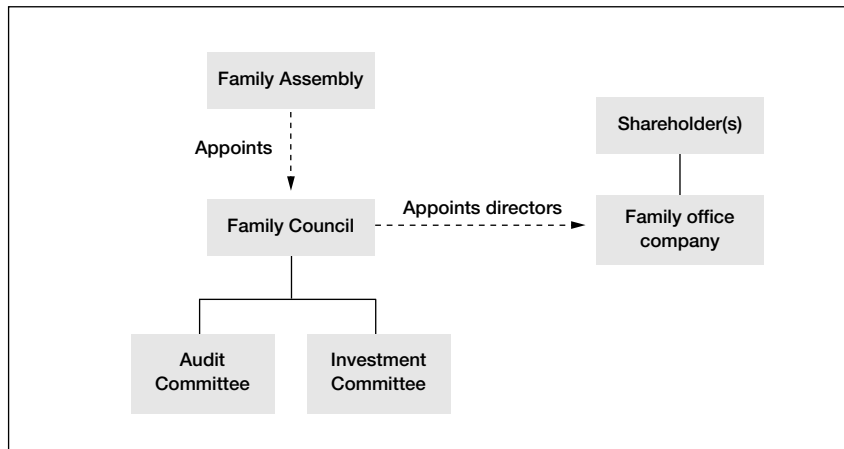 Family Assembly
Shareholder(s)
Appoints
Appoints directors
Family Council
Family office
company
Audit
Committee
Investment
Committee